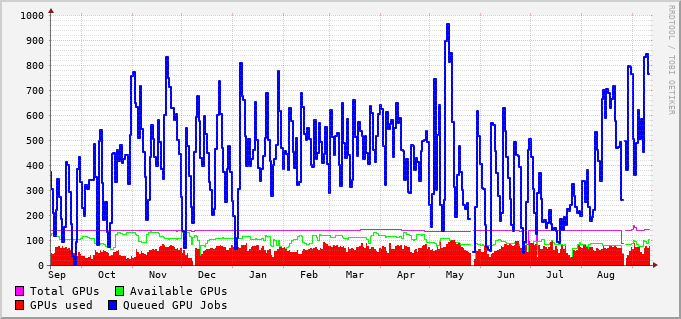 1000
900
800
700
600
500
400
300
200
100
0
Sep Oct Nov Dec Jan Feb Mar Apr May Jun Jul Aug
RRDTOOL / TOBI OETIKER
Total GPUs Available GPUs
GPUs used Queued GPU Jobs